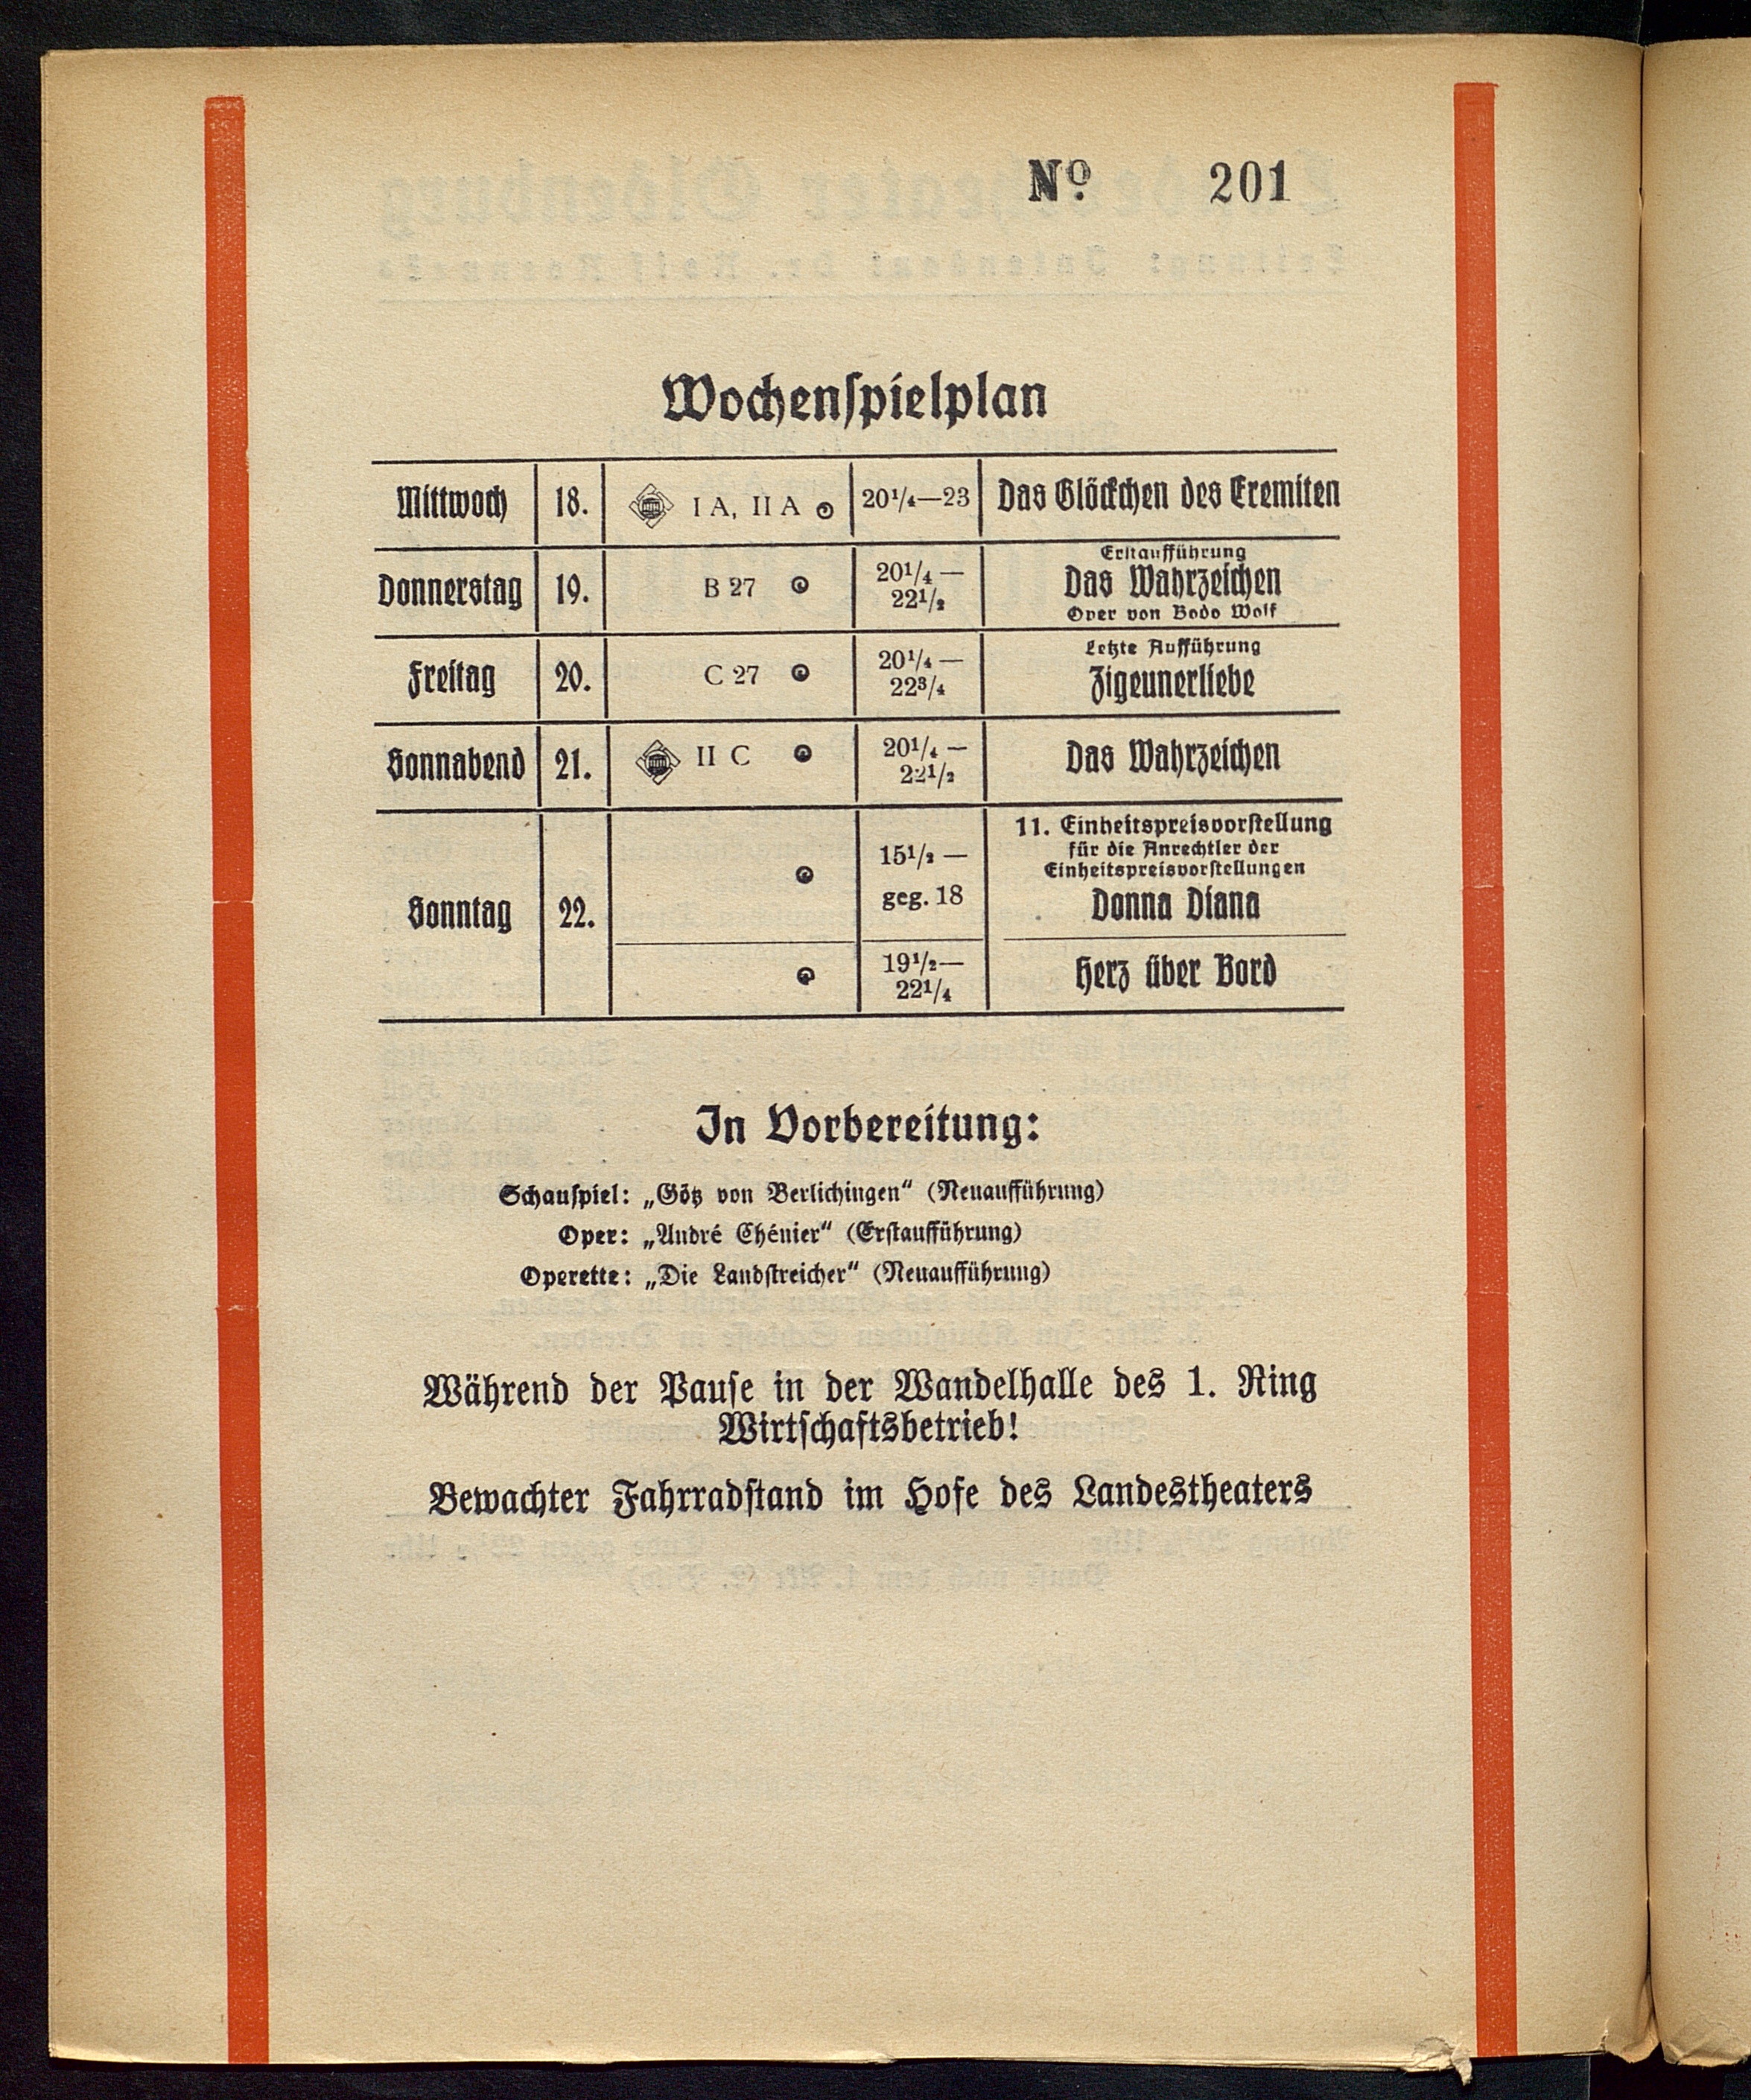 Nº 201
Wochenspielplan
Mittwoch 18. I A, II A 20¹/₄—23 Das Glöckchen des Eremiten
Erstaufführung
Donnerstag 19. B 27 20¹/₄— 22¹/₂ Das Wahrzeichen
Oper von Bodo Wolf
Letzte Aufführung
Freitag 20. C 27 20¹/₄— 22³/₄ Zigeunerliebe
Sonnabend 21. II C 20¹/₄— 22¹/₂ Das Wahrzeichen
11. Einheitspreisvorstellung
für die Anrechtler der
Einheitspreisvorstellungen
Sonntag 22. 15¹/₂— geg. 18 Donna Diana
19¹/₂— 22¹/₄ Herz über Bord
In Vorbereitung:
Schauspiel: „Götz von Berlichingen“ (Neuaufführung)
Oper: „André Chénier“ (Erstaufführung)
Operette: „Die Landstreicher“ (Neuaufführung)
Während der Pause in der Wandelhalle des 1. Ring
Wirtschaftsbetrieb!
Bewachter Fahrradstand im Hofe des Landestheaters